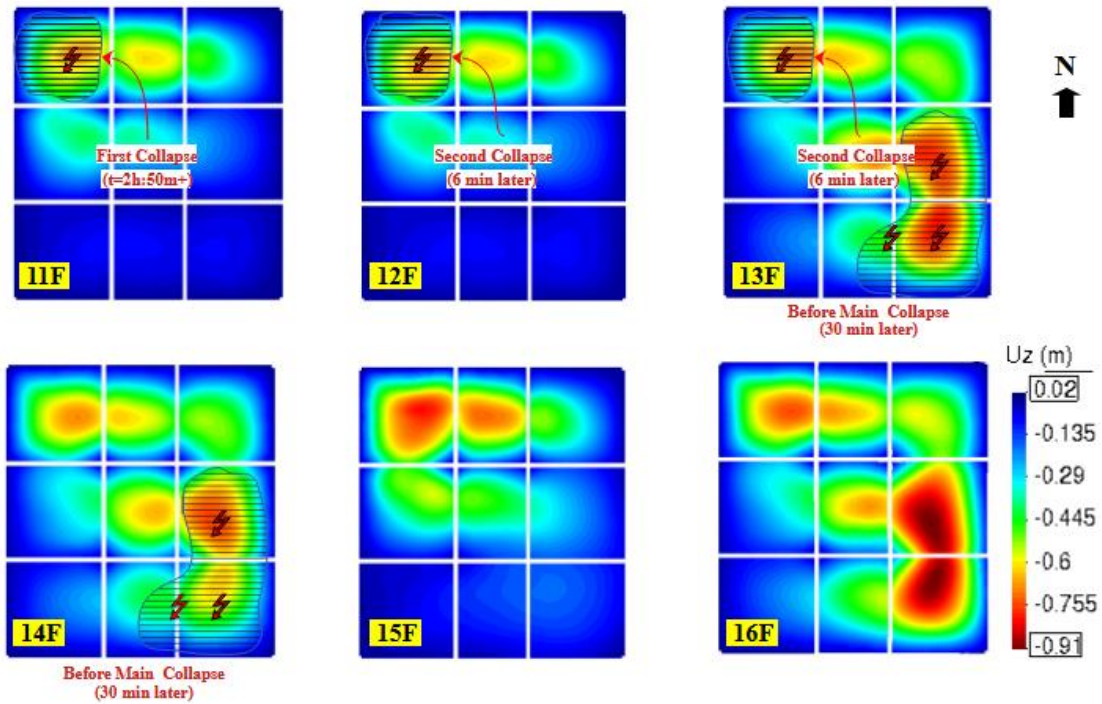 First Collapse
(t=2h:50m+)
11F
Second Collapse
(6 min later)
12F
Second Collapse
(6 min later)
13F
Before Main Collapse
(30 min later)
N
14F
Before Main Collapse
(30 min later)
15F
16F
Uz (m)
0.02
-0.135
-0.29
-0.445
-0.6
-0.755
-0.91